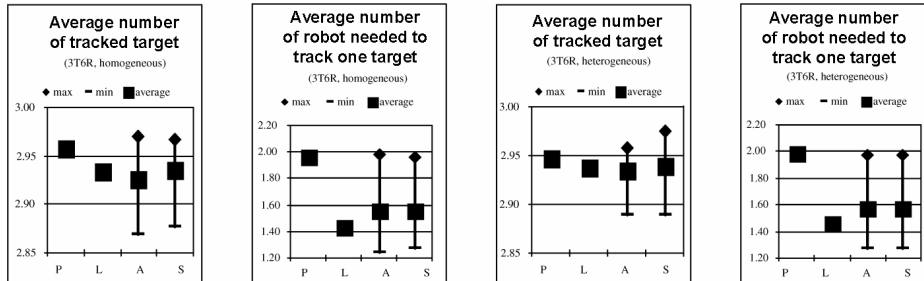 Average number
of tracked target
(3T6R, homogeneous)
◆ max – min ■ average
3.00
2.95
2.90
2.85
P L A S
Average number
of robot needed to
track one target
(3T6R, homogeneous)
◆ max – min ■ average
2.20
2.00
1.80
1.60
1.40
1.20
P L A S
Average number
of tracked target
(3T6R, heterogeneous)
◆ max – min ■ average
3.00
2.95
2.90
2.85
P L A S
Average number
of robot needed to
track one target
(3T6R, heterogeneous)
◆ max – min ■ average
2.20
2.00
1.80
1.60
1.40
1.20
P L A S